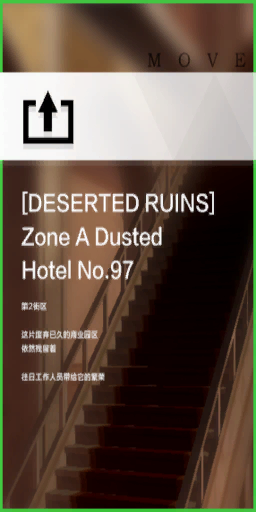 MOVE
[DESERTED RUINS]
Zone A Dusted
Hotel No.97
第2街区
这片废弃已久的商业园区
依然残留着
往日工作人员带给它的繁荣